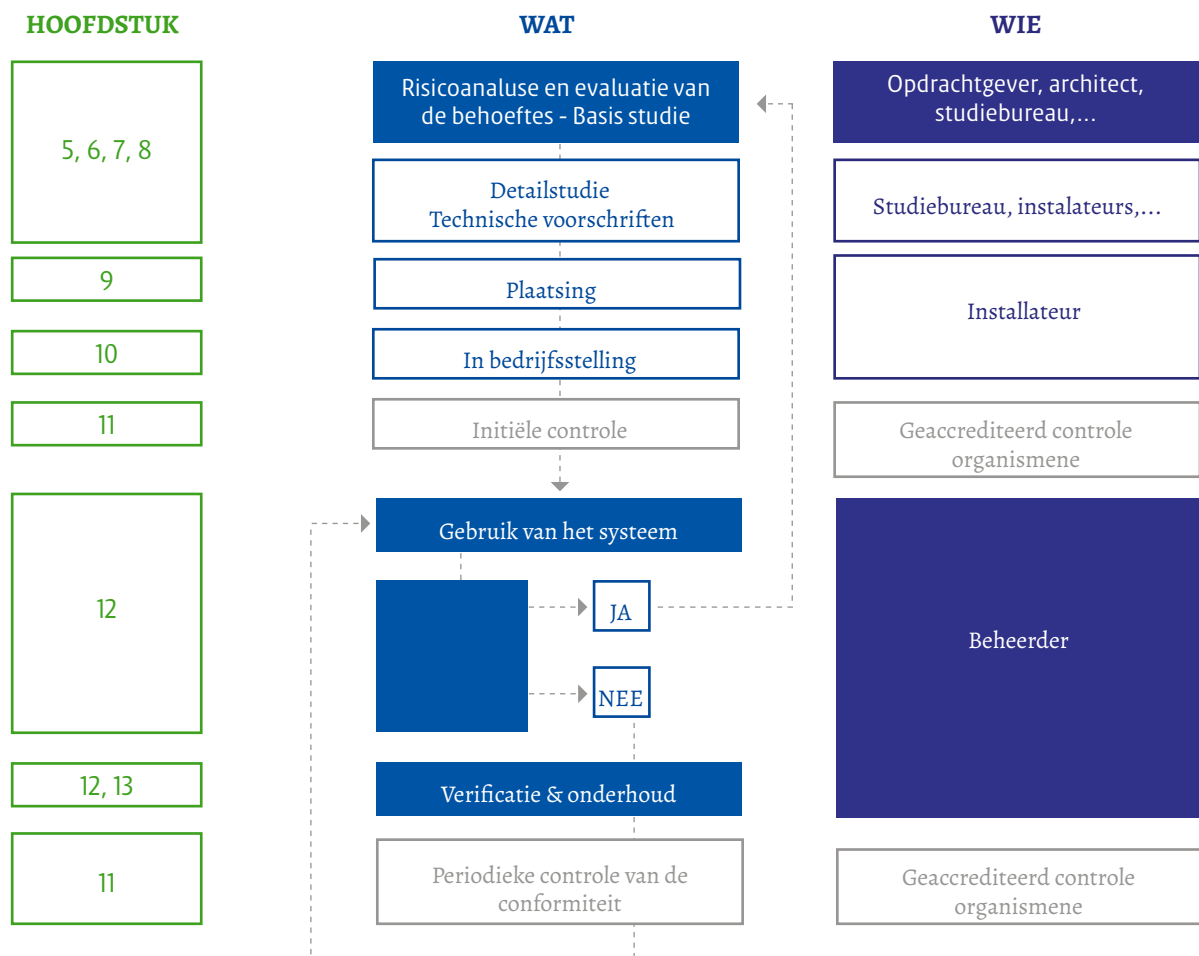 HOOFDSTUK
WAT
WIE
5, 6, 7, 8
Risicoanaluse en evaluatie van
de behoeftes - Basis studie
Opdrachtgever, architect,
studiebureau,...
Detailstudie
Technische voorschriften
Studiebureau, instalateurs,...
9
Plaatsing
Installateur
10
In bedrijfsstelling
11
Initiële controle
Geaccrediteerd controle
organismene
12
Gebruik van het systeem
JA
NEE
Beheerder
12, 13
Verificatie & onderhoud
11
Periodieke controle van de
conformiteit
Geaccrediteerd controle
organismene